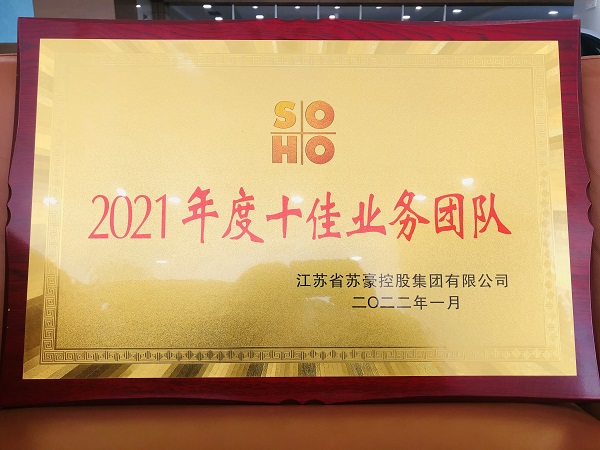 SO
HO
2021年度十佳业务团队
江苏省苏豪控股集团有限公司
二〇二二年一月